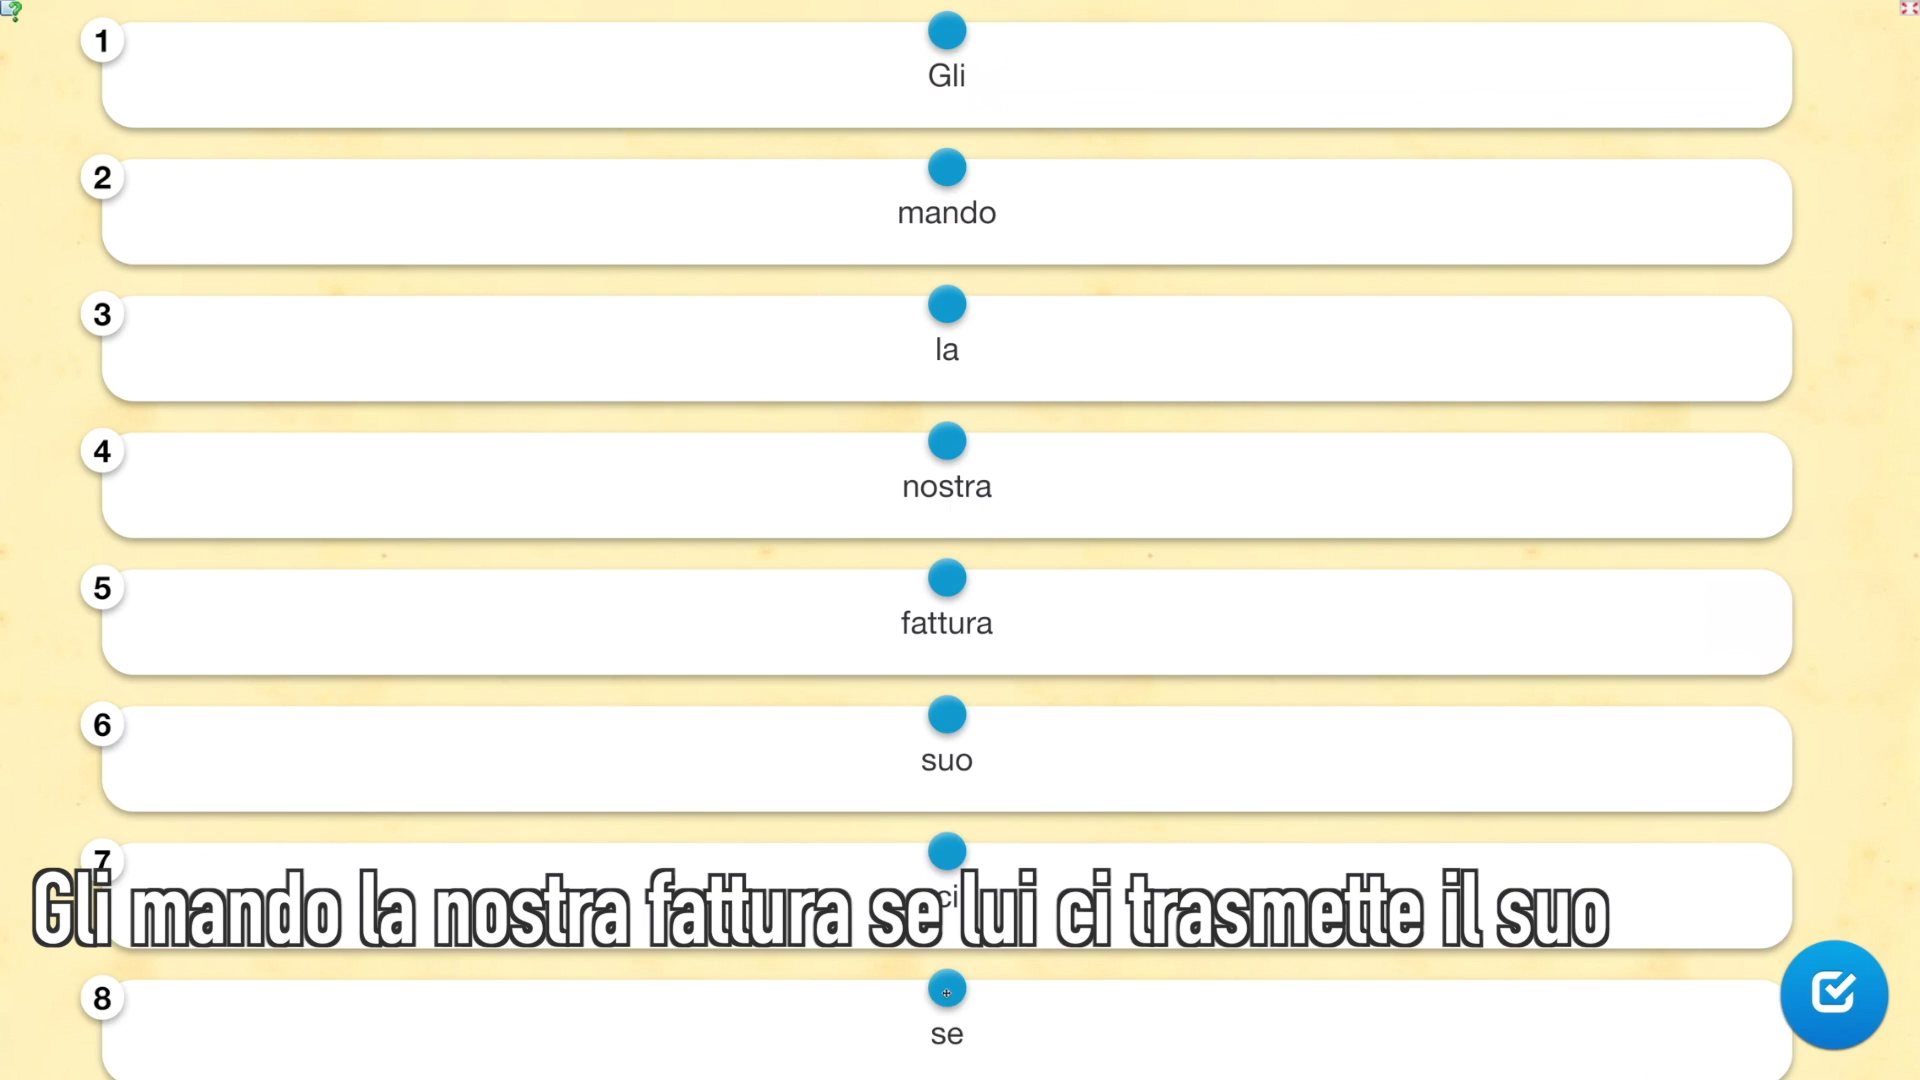 1
Gli
2
mando
3
la
4
nostra
5
fattura
6
suo
7
ci
Gli mando la nostra fattura se lui ci trasmette il suo
8
se